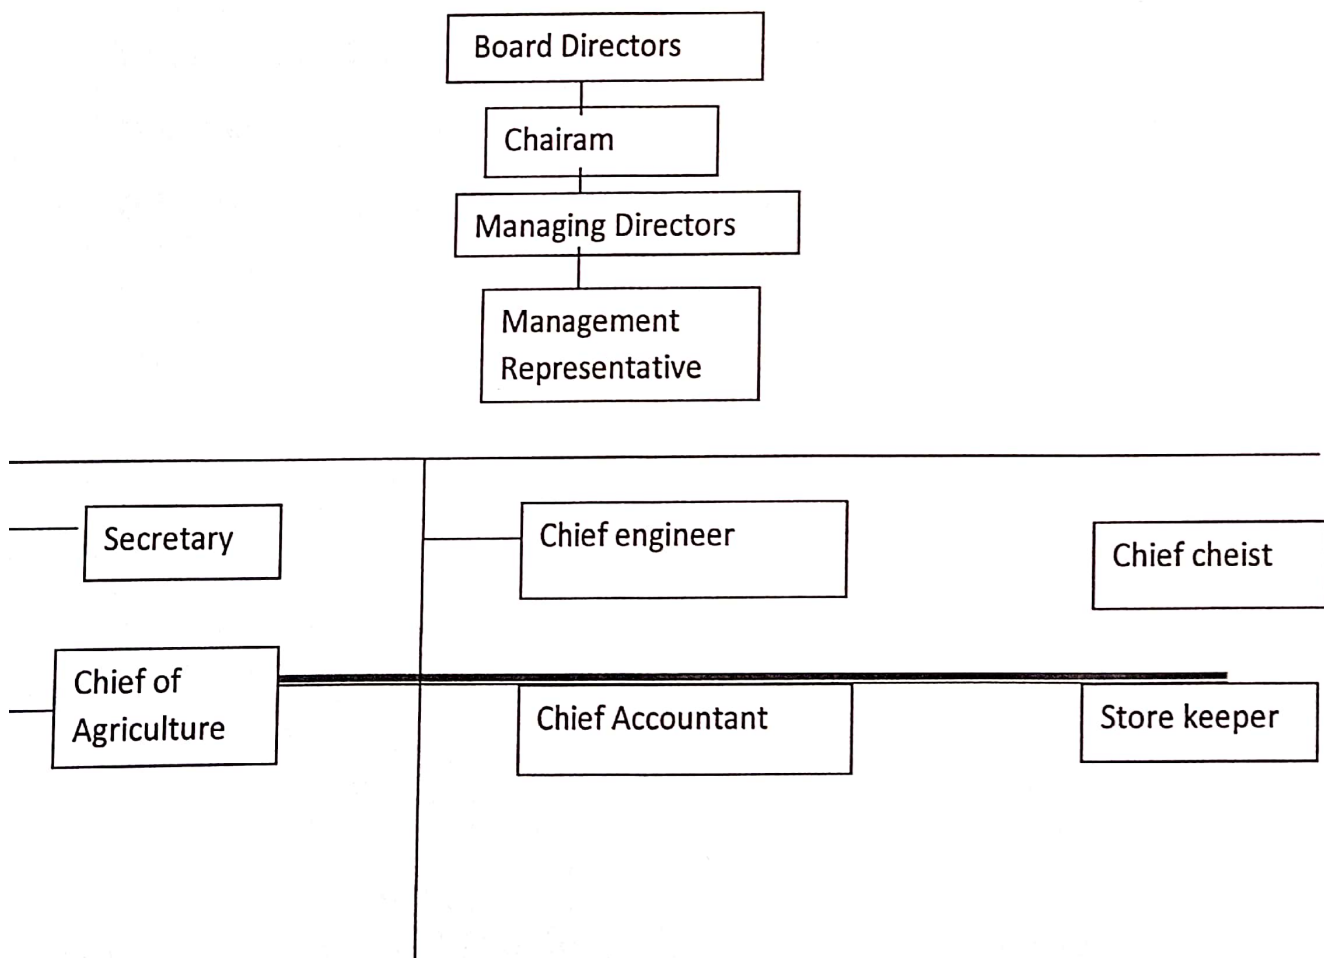 Board Directors
Chairam
Managing Directors
Management
Representative
Secretary
Chief engineer
Chief cheist
Chief of
Agriculture
Chief Accountant
Store keeper